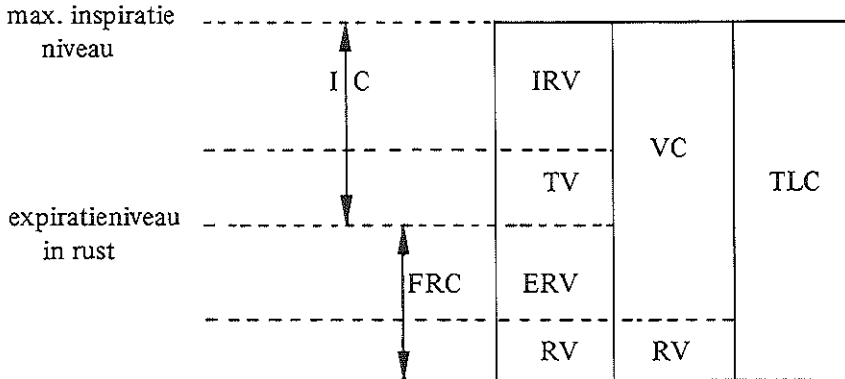 max. inspiratie
niveau
I C
IRV
VC
TV
TLC
expiratieniveau
in rust
FRC
ERV
RV
RV